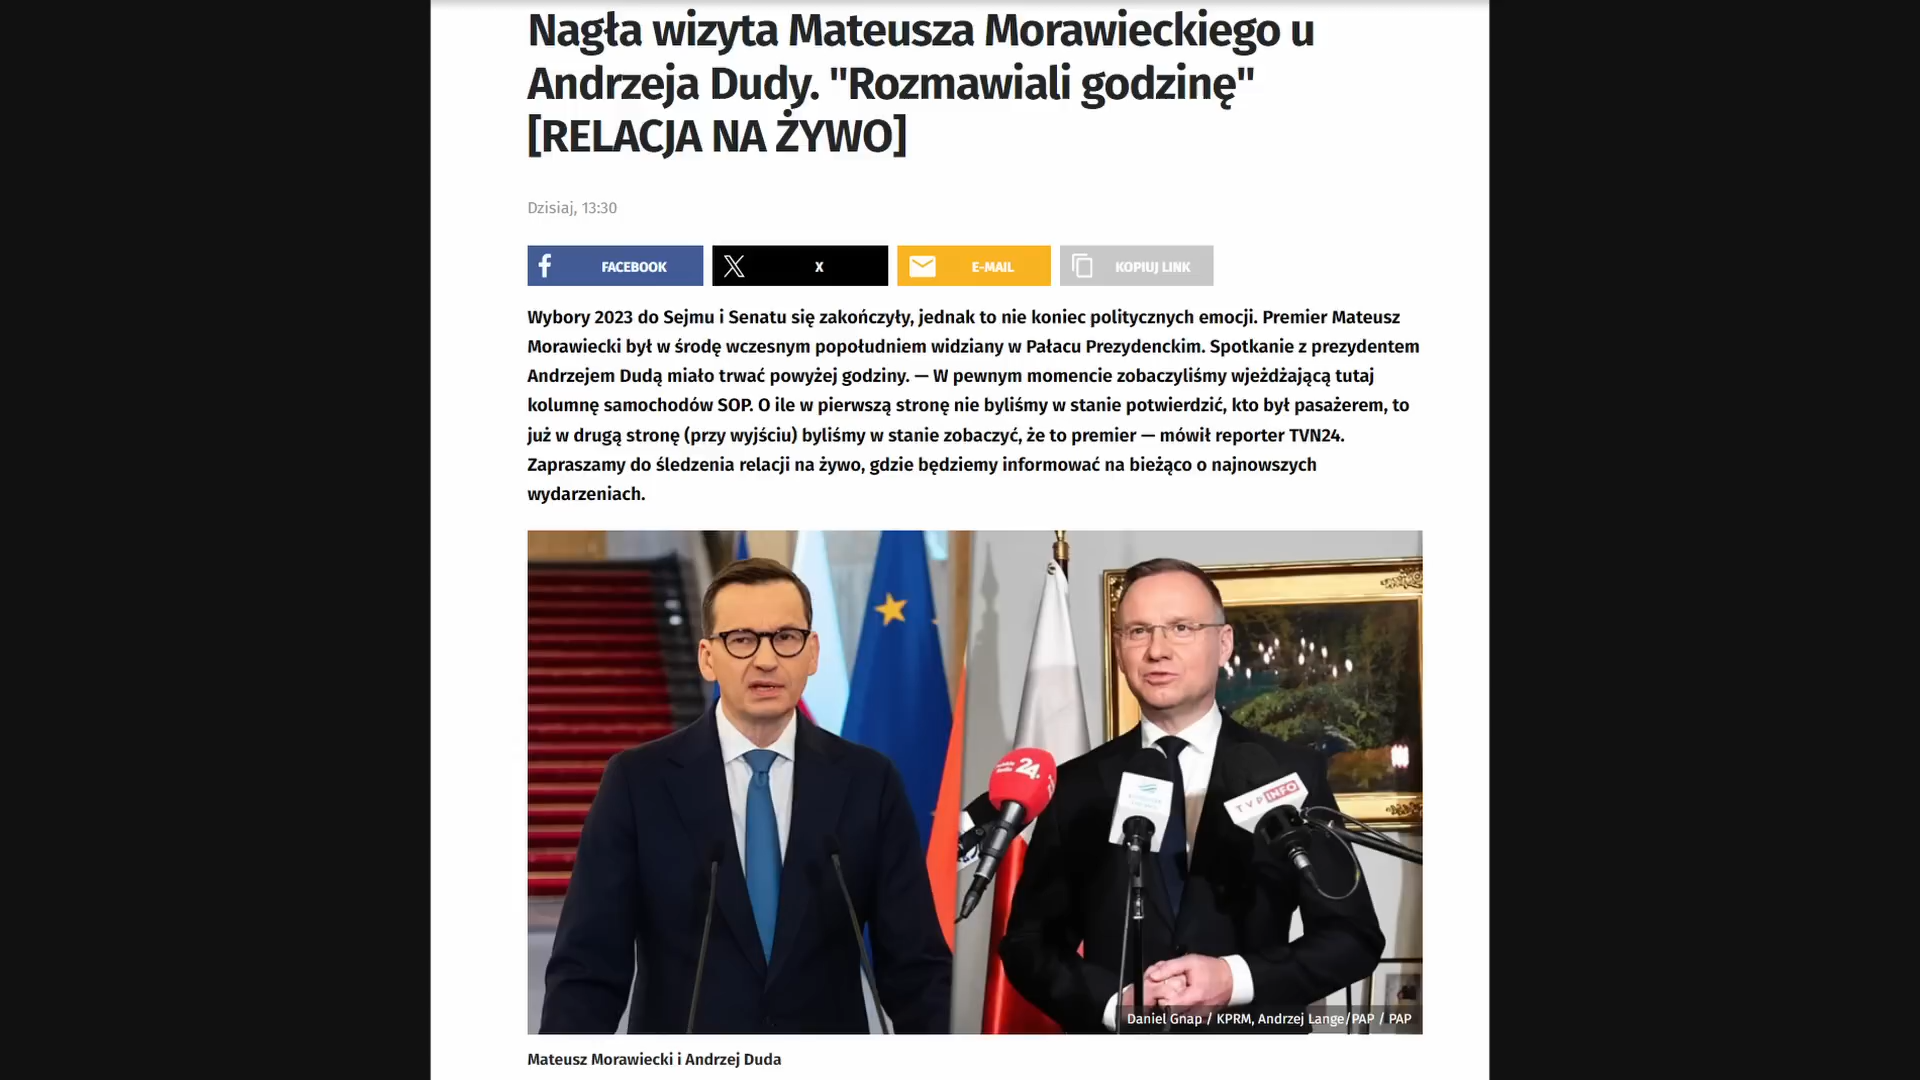 Nagła wizyta Mateusza Morawieckiego u
Andrzeja Dudy. "Rozmawiali godzinę"
[RELACJA NA ŻYWO]
Dzisiaj, 13:30
FACEBOOK
X
E-MAIL
KOPIUJ LINK
Wybory 2023 do Sejmu i Senatu się zakończyły, jednak to nie koniec politycznych emocji. Premier Mateusz
Morawiecki był w środę wczesnym popołudniem widziany w Pałacu Prezydenckim. Spotkanie z prezydentem
Andrzejem Dudą miało trwać powyżej godziny. — W pewnym momencie zobaczyliśmy wjeżdżającą tutaj
kolumnę samochodów SOP. O ile w pierwszą stronę nie byliśmy w stanie potwierdzić, kto był pasażerem, to
już w drugą stronę (przy wyjściu) byliśmy w stanie zobaczyć, że to premier — mówił reporter TVN24.
Zapraszamy do śledzenia relacji na żywo, gdzie będziemy informować na bieżąco o najnowszych
wydarzeniach.
24
TVP INFO
Daniel Gnap / KPRM, Andrzej Lange/PAP / PAP
Mateusz Morawiecki i Andrzej Duda